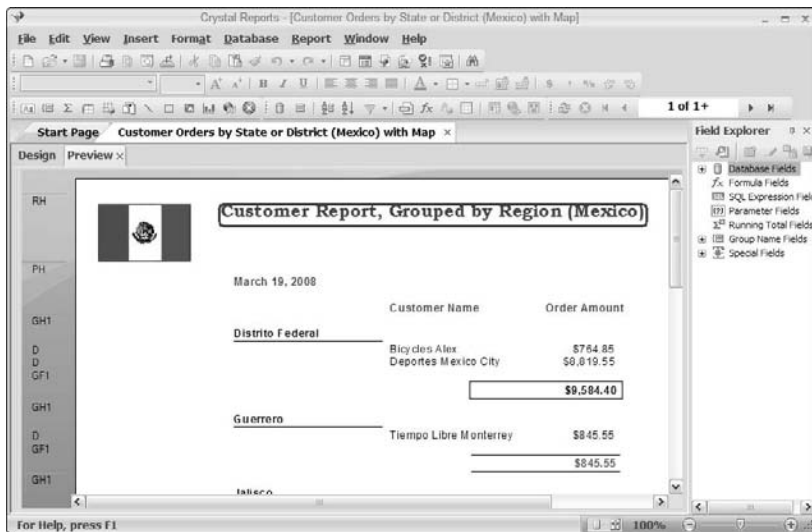 Crystal Reports - [Customer Orders by State or District (Mexico) with Map]
File Edit View Insert Format Database Report Window Help
1 of 1+
Start Page Customer Orders by State or District (Mexico) with Map ×
Field Explorer
Design Preview ×
Database Fields
Formula Fields
SQL Expression Field
Parameter Fields
Running Total Fields
Group Name Fields
Special Fields
RH
Customer Report, Grouped by Region (Mexico)
PH
March 19, 2008
Customer Name Order Amount
GH1
Distrito Federal
D Bicycles Alex $764.85
D Deportes Mexico City $8,819.55
GF1
$9,584.40
GH1
Guerrero
D Tiempo Libre Monterrey $845.55
GF1
$845.55
GH1
Jalisco
For Help, press F1
100%